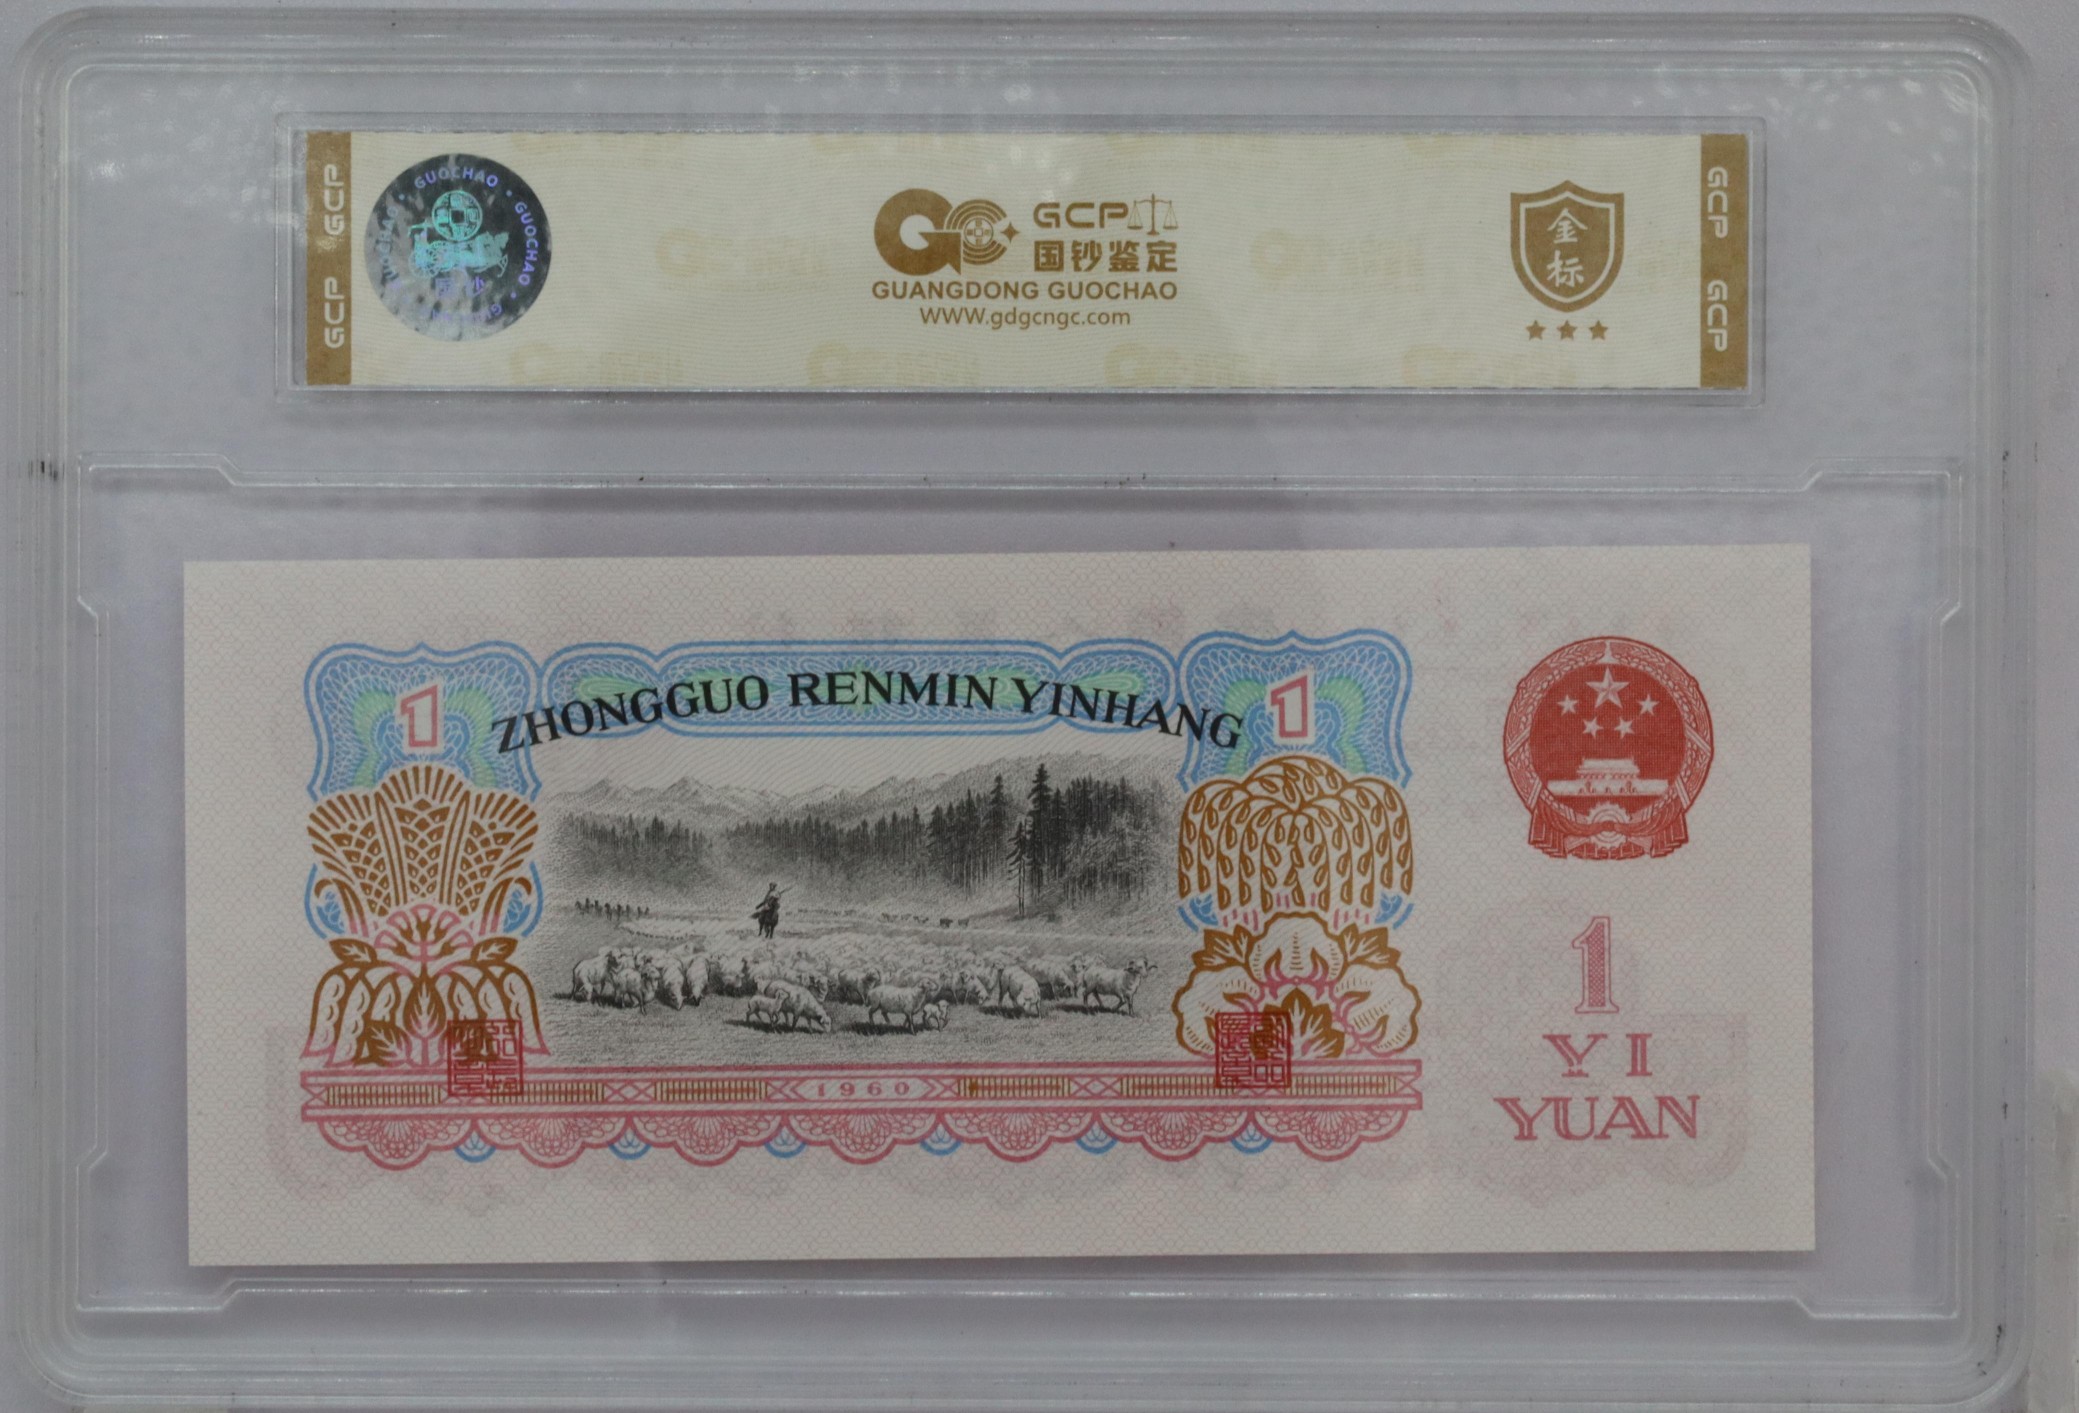 GCP GCP
GUOCHAO · GUOCHAO
GC GCP
国钞鉴定
GUANGDONG GUOCHAO
WWW.gdgcngc.com
金标
GCP GCP
1 ZHONGGUO RENMIN YINHANG 1
1960
1
YI
YUAN